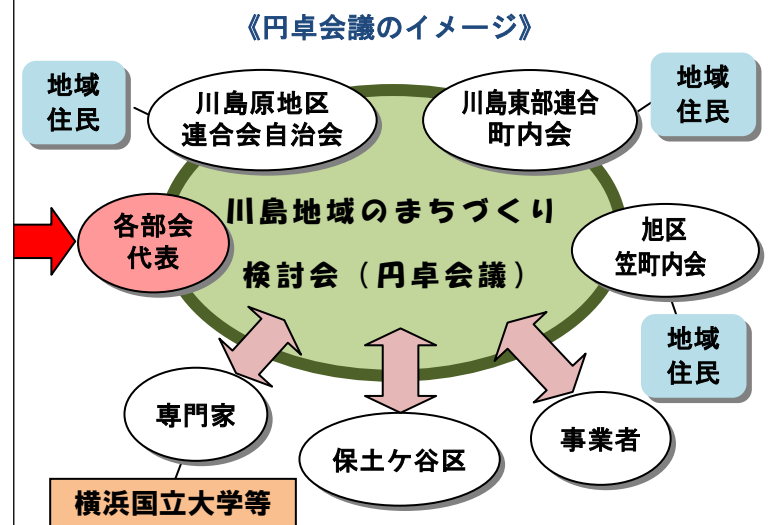 《円卓会議のイメージ》
地域
住民
川島原地区
連合会自治会
川島東部連合
町内会
地域
住民
各部会
代表
川島地域のまちづくり
検討会（円卓会議）
旭区
笠町内会
地域
住民
専門家
保土ケ谷区
事業者
横浜国立大学等